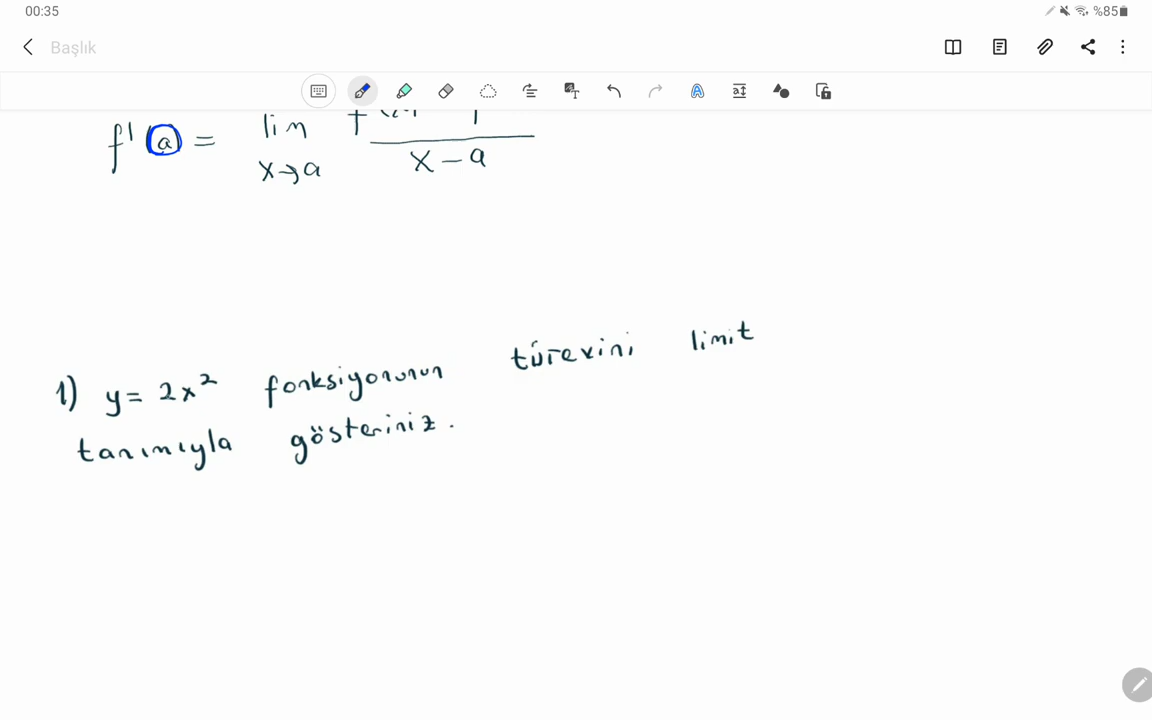 00:35
%85
Başlık
f'(a) = lim f
x→a x-a
1) y = 2x² fonksiyonunun türevini limit
tanımıyla gösteriniz.